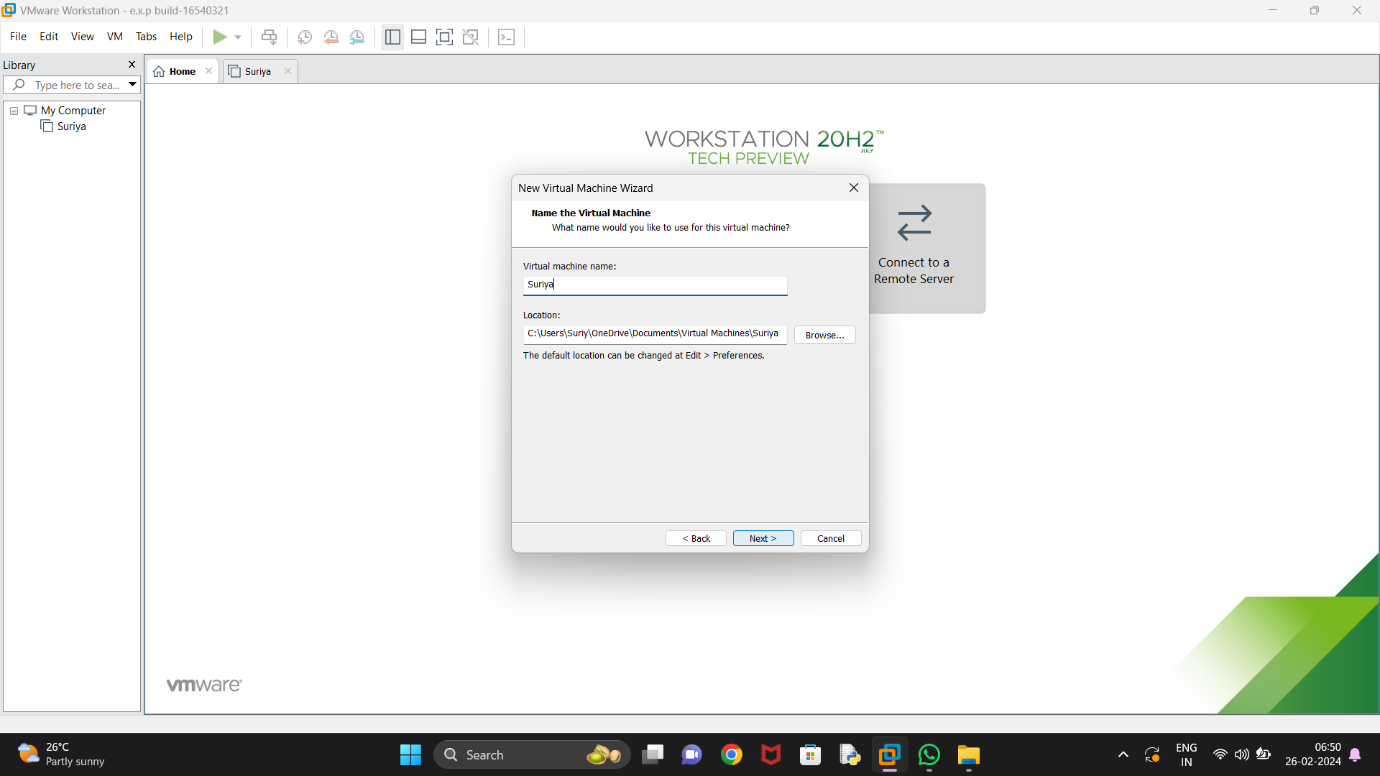 VMware Workstation - e.x.p build-16540321
File Edit View VM Tabs Help
Library
Type here to sea...
My Computer
Suriya
Home
Suriya
WORKSTATION 20H2™
JULY
TECH PREVIEW
Connect to a
Remote Server
New Virtual Machine Wizard
Name the Virtual Machine
What name would you like to use for this virtual machine?
Virtual machine name:
Suriya
Location:
C:\Users\Suriy\OneDrive\Documents\Virtual Machines\Suriya
Browse...
The default location can be changed at Edit > Preferences.
< Back Next > Cancel
vmware®
26°C
Partly sunny
Search
ENG
IN
06:50
26-02-2024